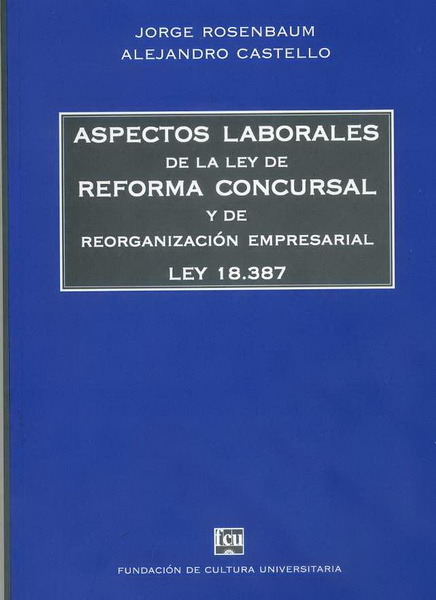 JORGE ROSENBAUM
ALEJANDRO CASTELLO
ASPECTOS LABORALES
DE LA LEY DE
REFORMA CONCURSAL
Y DE
REORGANIZACIÓN EMPRESARIAL
LEY 18.387
fcu
FUNDACIÓN DE CULTURA UNIVERSITARIA